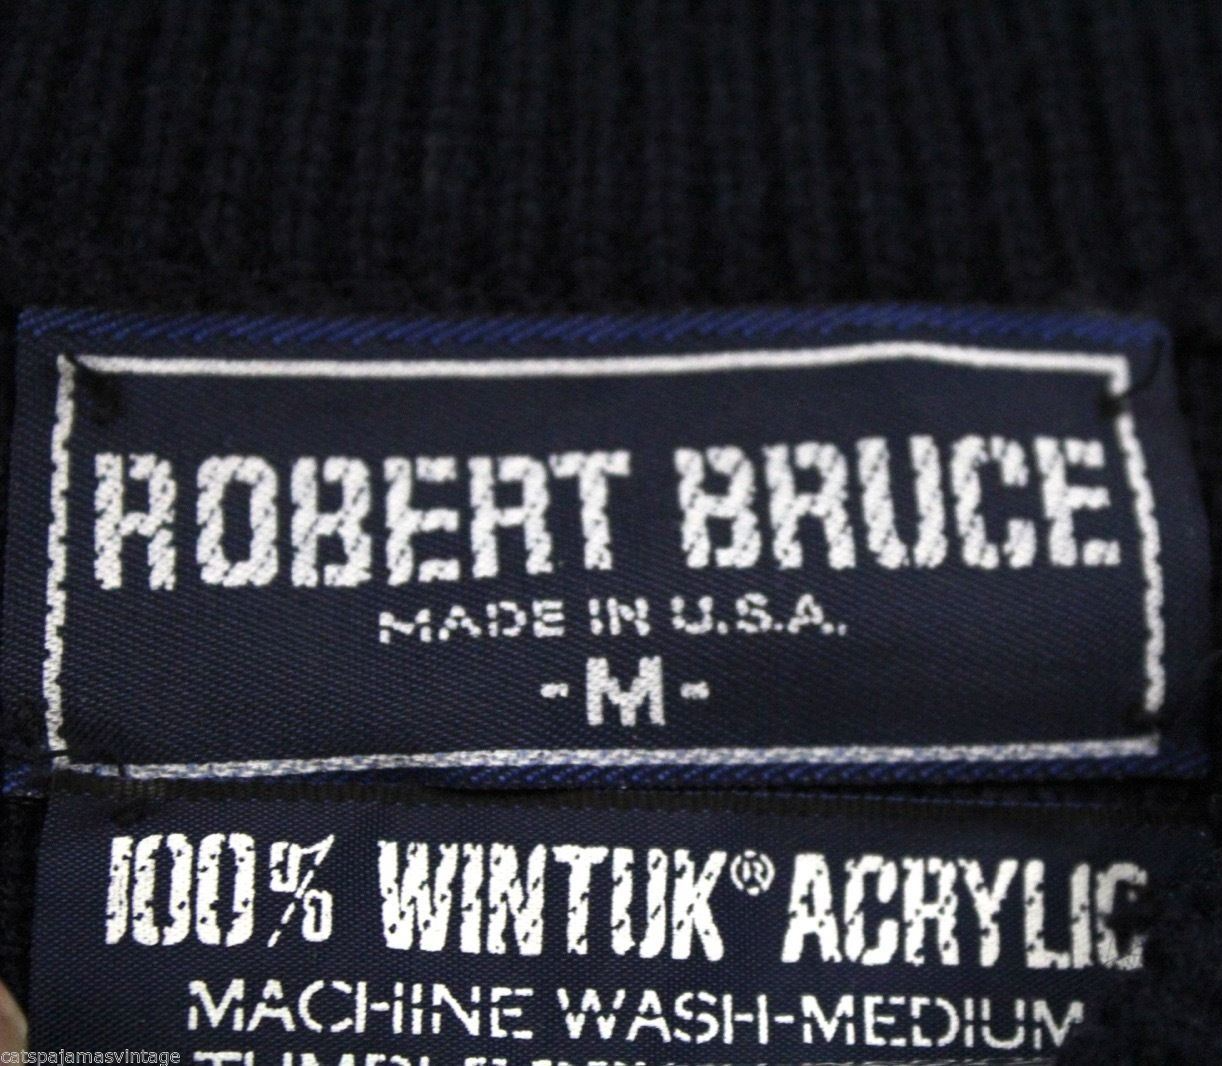 ROBERT BRUCE
MADE IN U.S.A.
- M -
100% WINTUK® ACRYLIC
MACHINE WASH-MEDIUM
catspajamasvintage